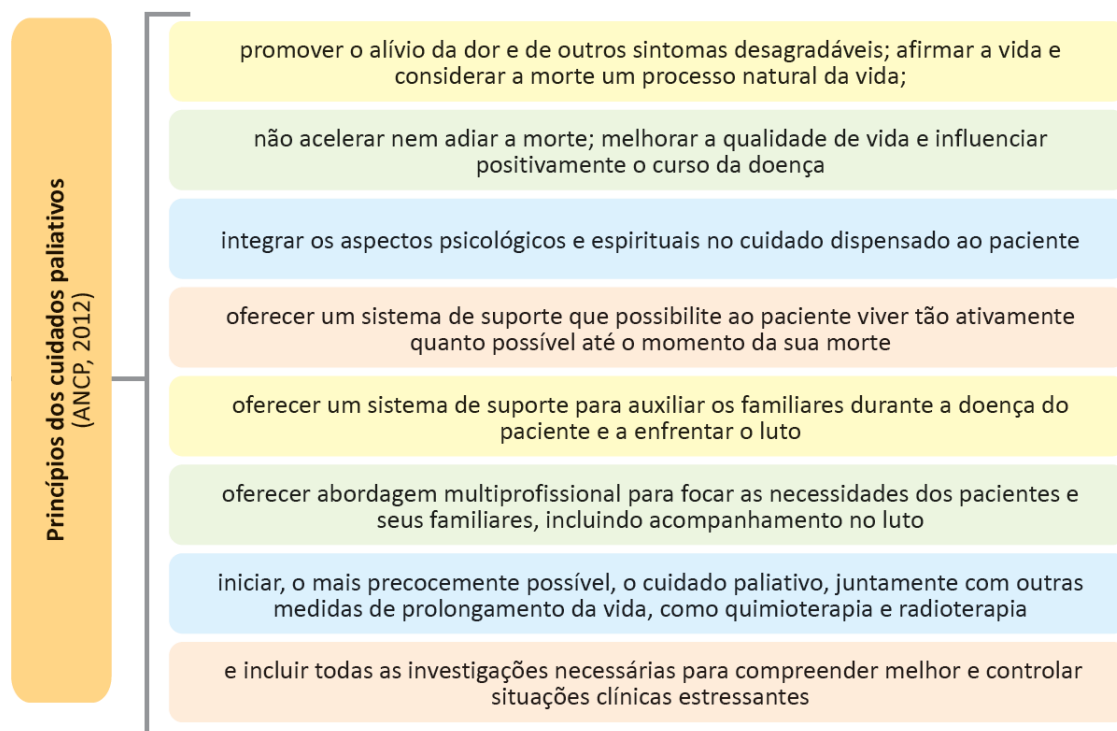 Princípios dos cuidados paliativos
(ANCP, 2012)
promover o alívio da dor e de outros sintomas desagradáveis; afirmar a vida e
considerar a morte um processo natural da vida;
não acelerar nem adiar a morte; melhorar a qualidade de vida e influenciar
positivamente o curso da doença
integrar os aspectos psicológicos e espirituais no cuidado dispensado ao paciente
oferecer um sistema de suporte que possibilite ao paciente viver tão ativamente
quanto possível até o momento da sua morte
oferecer um sistema de suporte para auxiliar os familiares durante a doença do
paciente e a enfrentar o luto
oferecer abordagem multiprofissional para focar as necessidades dos pacientes e
seus familiares, incluindo acompanhamento no luto
iniciar, o mais precocemente possível, o cuidado paliativo, juntamente com outras
medidas de prolongamento da vida, como quimioterapia e radioterapia
e incluir todas as investigações necessárias para compreender melhor e controlar
situações clínicas estressantes